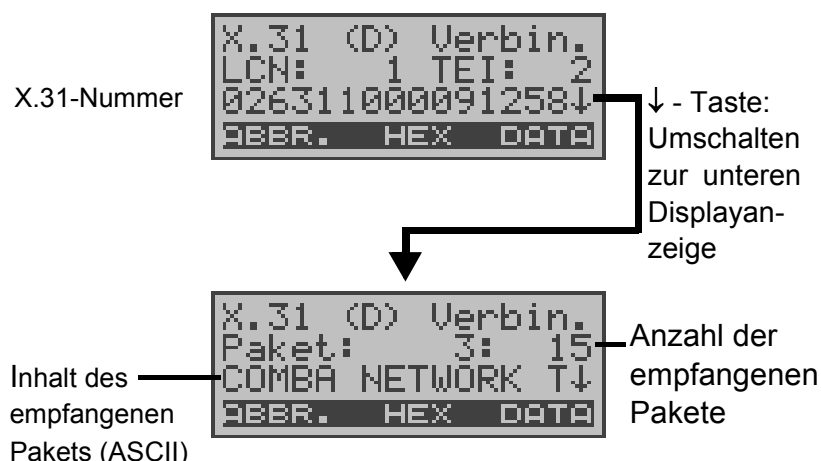 X.31 (D) Verbin.
LCN: 1 TEI: 2
X.31-Nummer
026311000091258↓
ABBR. HEX DATA
↓ - Taste:
Umschalten
zur unteren
Displayan-
zeige
X.31 (D) Verbin.
Paket: 3: 15
COMBA NETWORK T↓
ABBR. HEX DATA
Anzahl der
empfangenen
Pakete
Inhalt des
empfangenen
Pakets (ASCII)